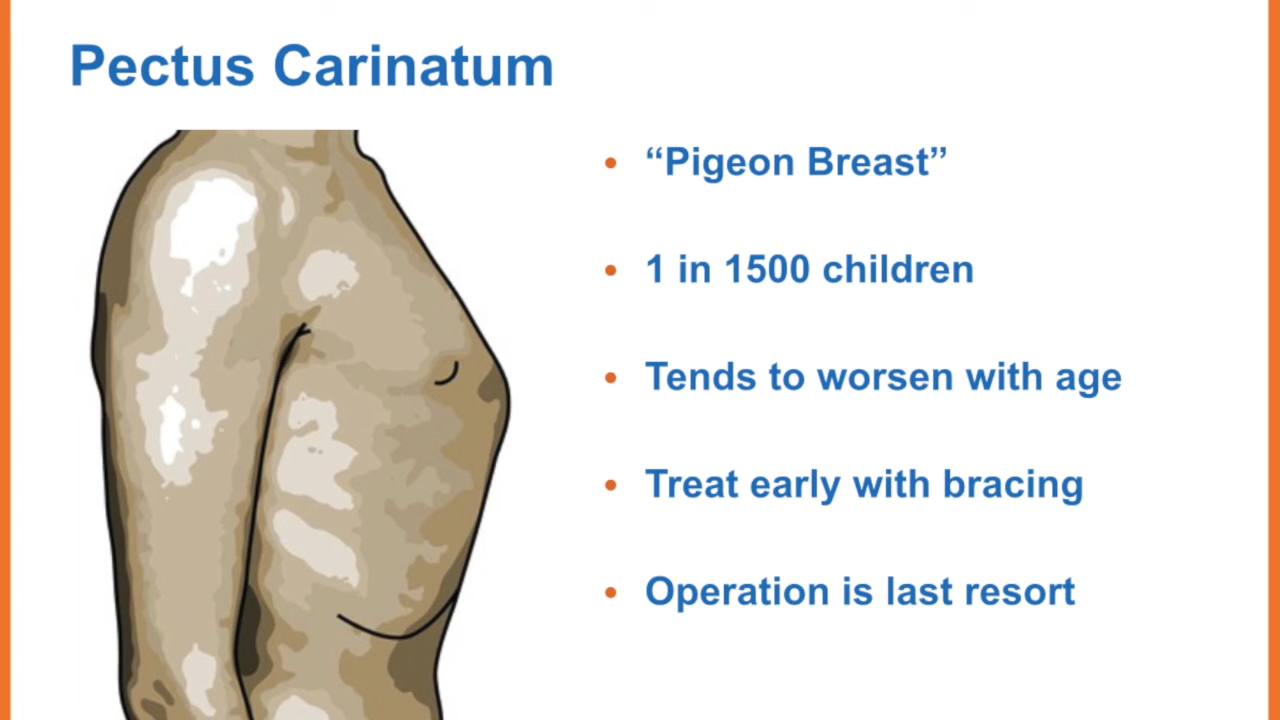 Pectus Carinatum
• “Pigeon Breast”
• 1 in 1500 children
• Tends to worsen with age
• Treat early with bracing
• Operation is last resort